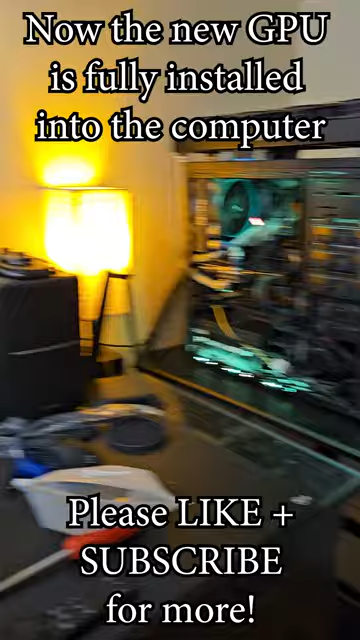 Now the new GPU
is fully installed
into the computer
Please LIKE +
SUBSCRIBE
for more!